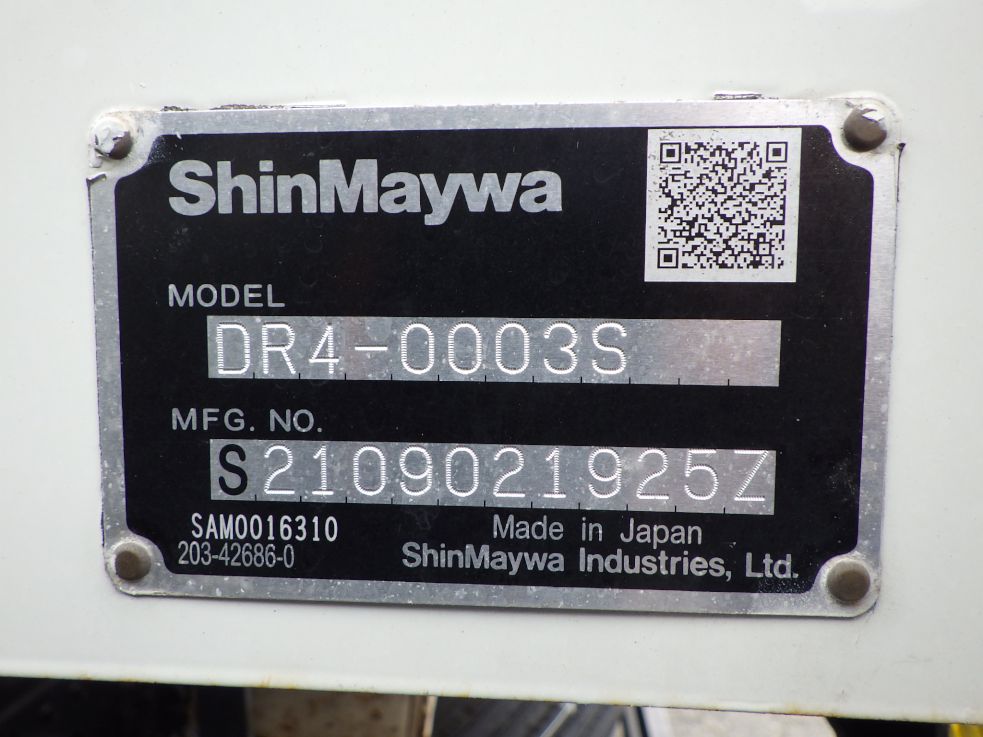 ShinMaywa
MODEL
DR4-0003S
MFG. NO.
S2109021925Z
SAM0016310
203-42686-0
Made in Japan
ShinMaywa Industries, Ltd.